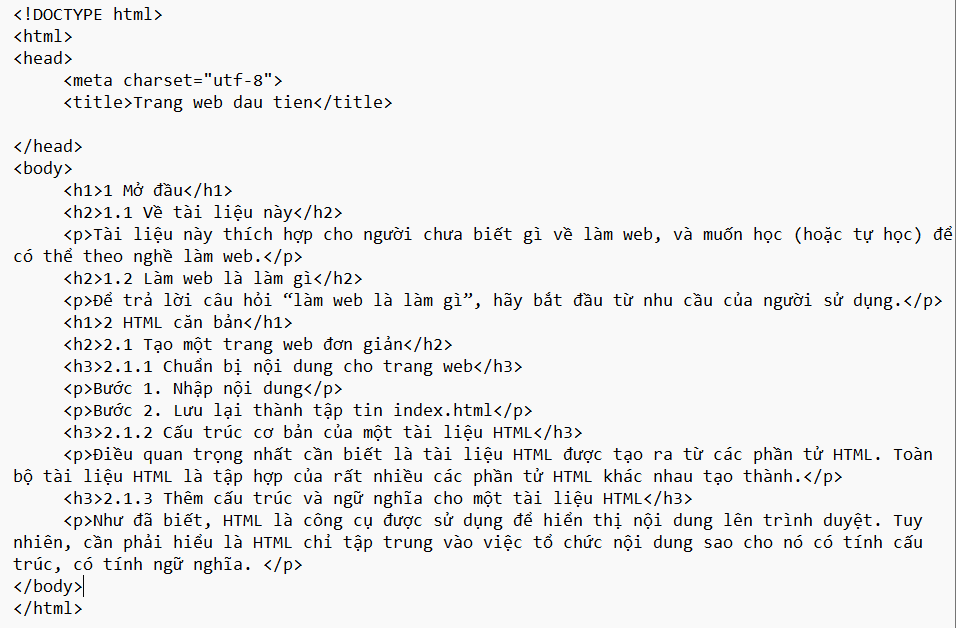 <!DOCTYPE html>
<html>
<head>
<meta charset="utf-8">
<title>Trang web dau tien</title>
</head>
<body>
<h1>1 Mở đầu</h1>
<h2>1.1 Về tài liệu này</h2>
<p>Tài liệu này thích hợp cho người chưa biết gì về làm web, và muốn học (hoặc tự học) để
có thể theo nghề làm web.</p>
<h2>1.2 Làm web là làm gì</h2>
<p>Để trả lời câu hỏi “làm web là làm gì”, hãy bắt đầu từ nhu cầu của người sử dụng.</p>
<h1>2 HTML căn bản</h1>
<h2>2.1 Tạo một trang web đơn giản</h2>
<h3>2.1.1 Chuẩn bị nội dung cho trang web</h3>
<p>Bước 1. Nhập nội dung</p>
<p>Bước 2. Lưu lại thành tập tin index.html</p>
<h3>2.1.2 Cấu trúc cơ bản của một tài liệu HTML</h3>
<p>Điều quan trọng nhất cần biết là tài liệu HTML được tạo ra từ các phần tử HTML. Toàn
bộ tài liệu HTML là tập hợp của rất nhiều các phần tử HTML khác nhau tạo thành.</p>
<h3>2.1.3 Thêm cấu trúc và ngữ nghĩa cho một tài liệu HTML</h3>
<p>Như đã biết, HTML là công cụ được sử dụng để hiển thị nội dung lên trình duyệt. Tuy
nhiên, cần phải hiểu là HTML chỉ tập trung vào việc tổ chức nội dung sao cho nó có tính cấu
trúc, có tính ngữ nghĩa. </p>
</body>
</html>